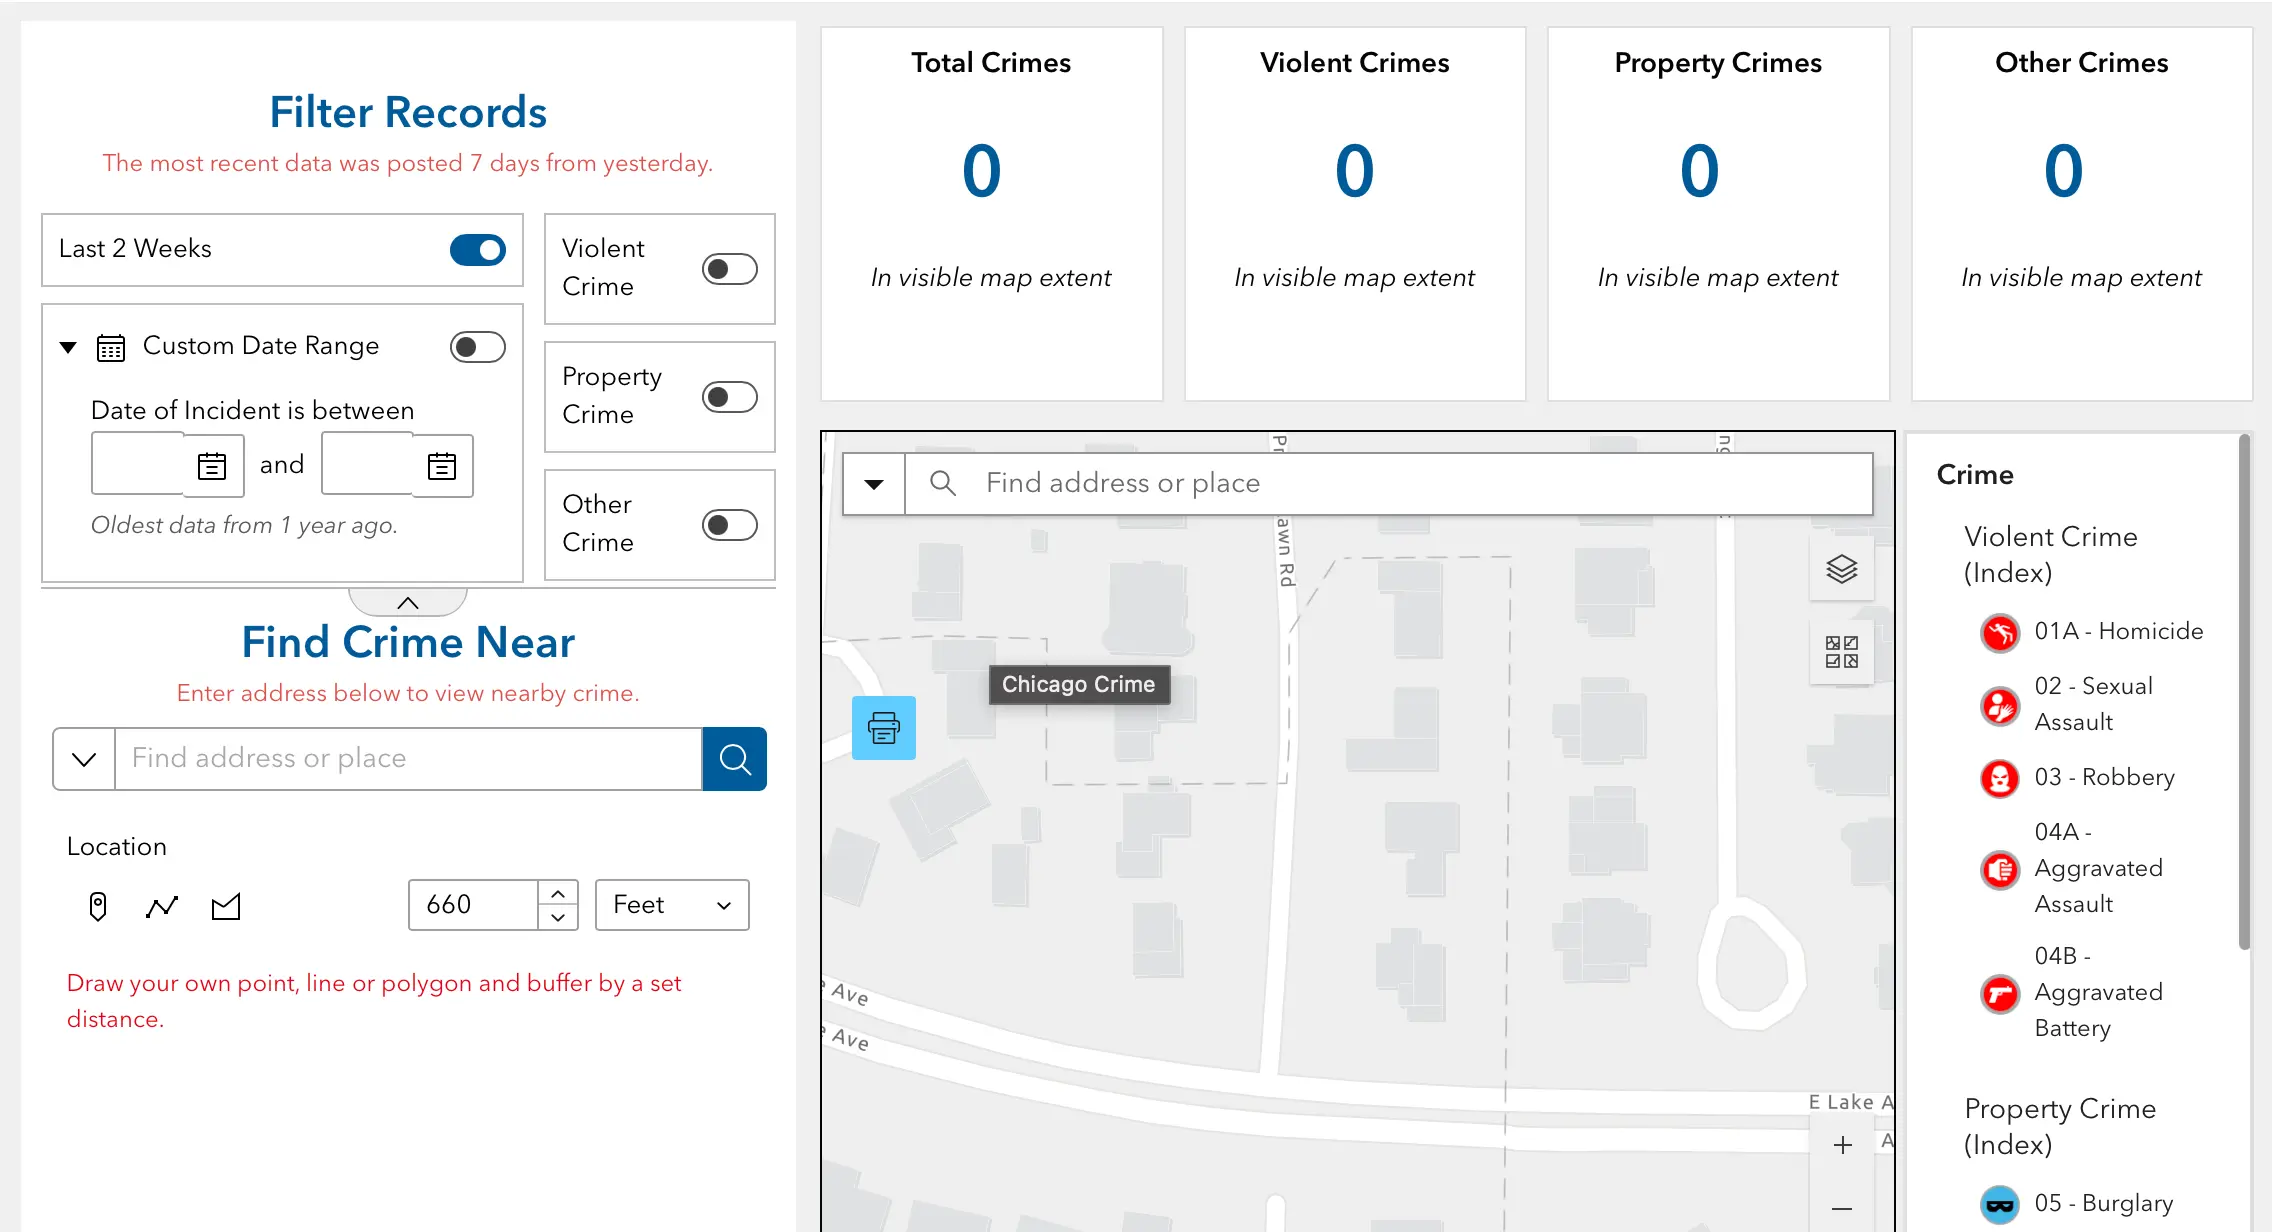 Filter Records
The most recent data was posted 7 days from yesterday.
Last 2 Weeks
Custom Date Range
Date of Incident is between
and
Oldest data from 1 year ago.
Violent
Crime
Property
Crime
Other
Crime
Find Crime Near
Enter address below to view nearby crime.
Find address or place
Location
660
Feet
Draw your own point, line or polygon and buffer by a set
distance.
Total Crimes
0
In visible map extent
Violent Crimes
0
In visible map extent
Property Crimes
0
In visible map extent
Other Crimes
0
In visible map extent
Find address or place
Rd
Chicago Crime
Ave
Ave
E Lake A
A
+
−
Crime
Violent Crime
(Index)
01A - Homicide
02 - Sexual
Assault
03 - Robbery
04A -
Aggravated
Assault
04B -
Aggravated
Battery
Property Crime
(Index)
05 - Burglary